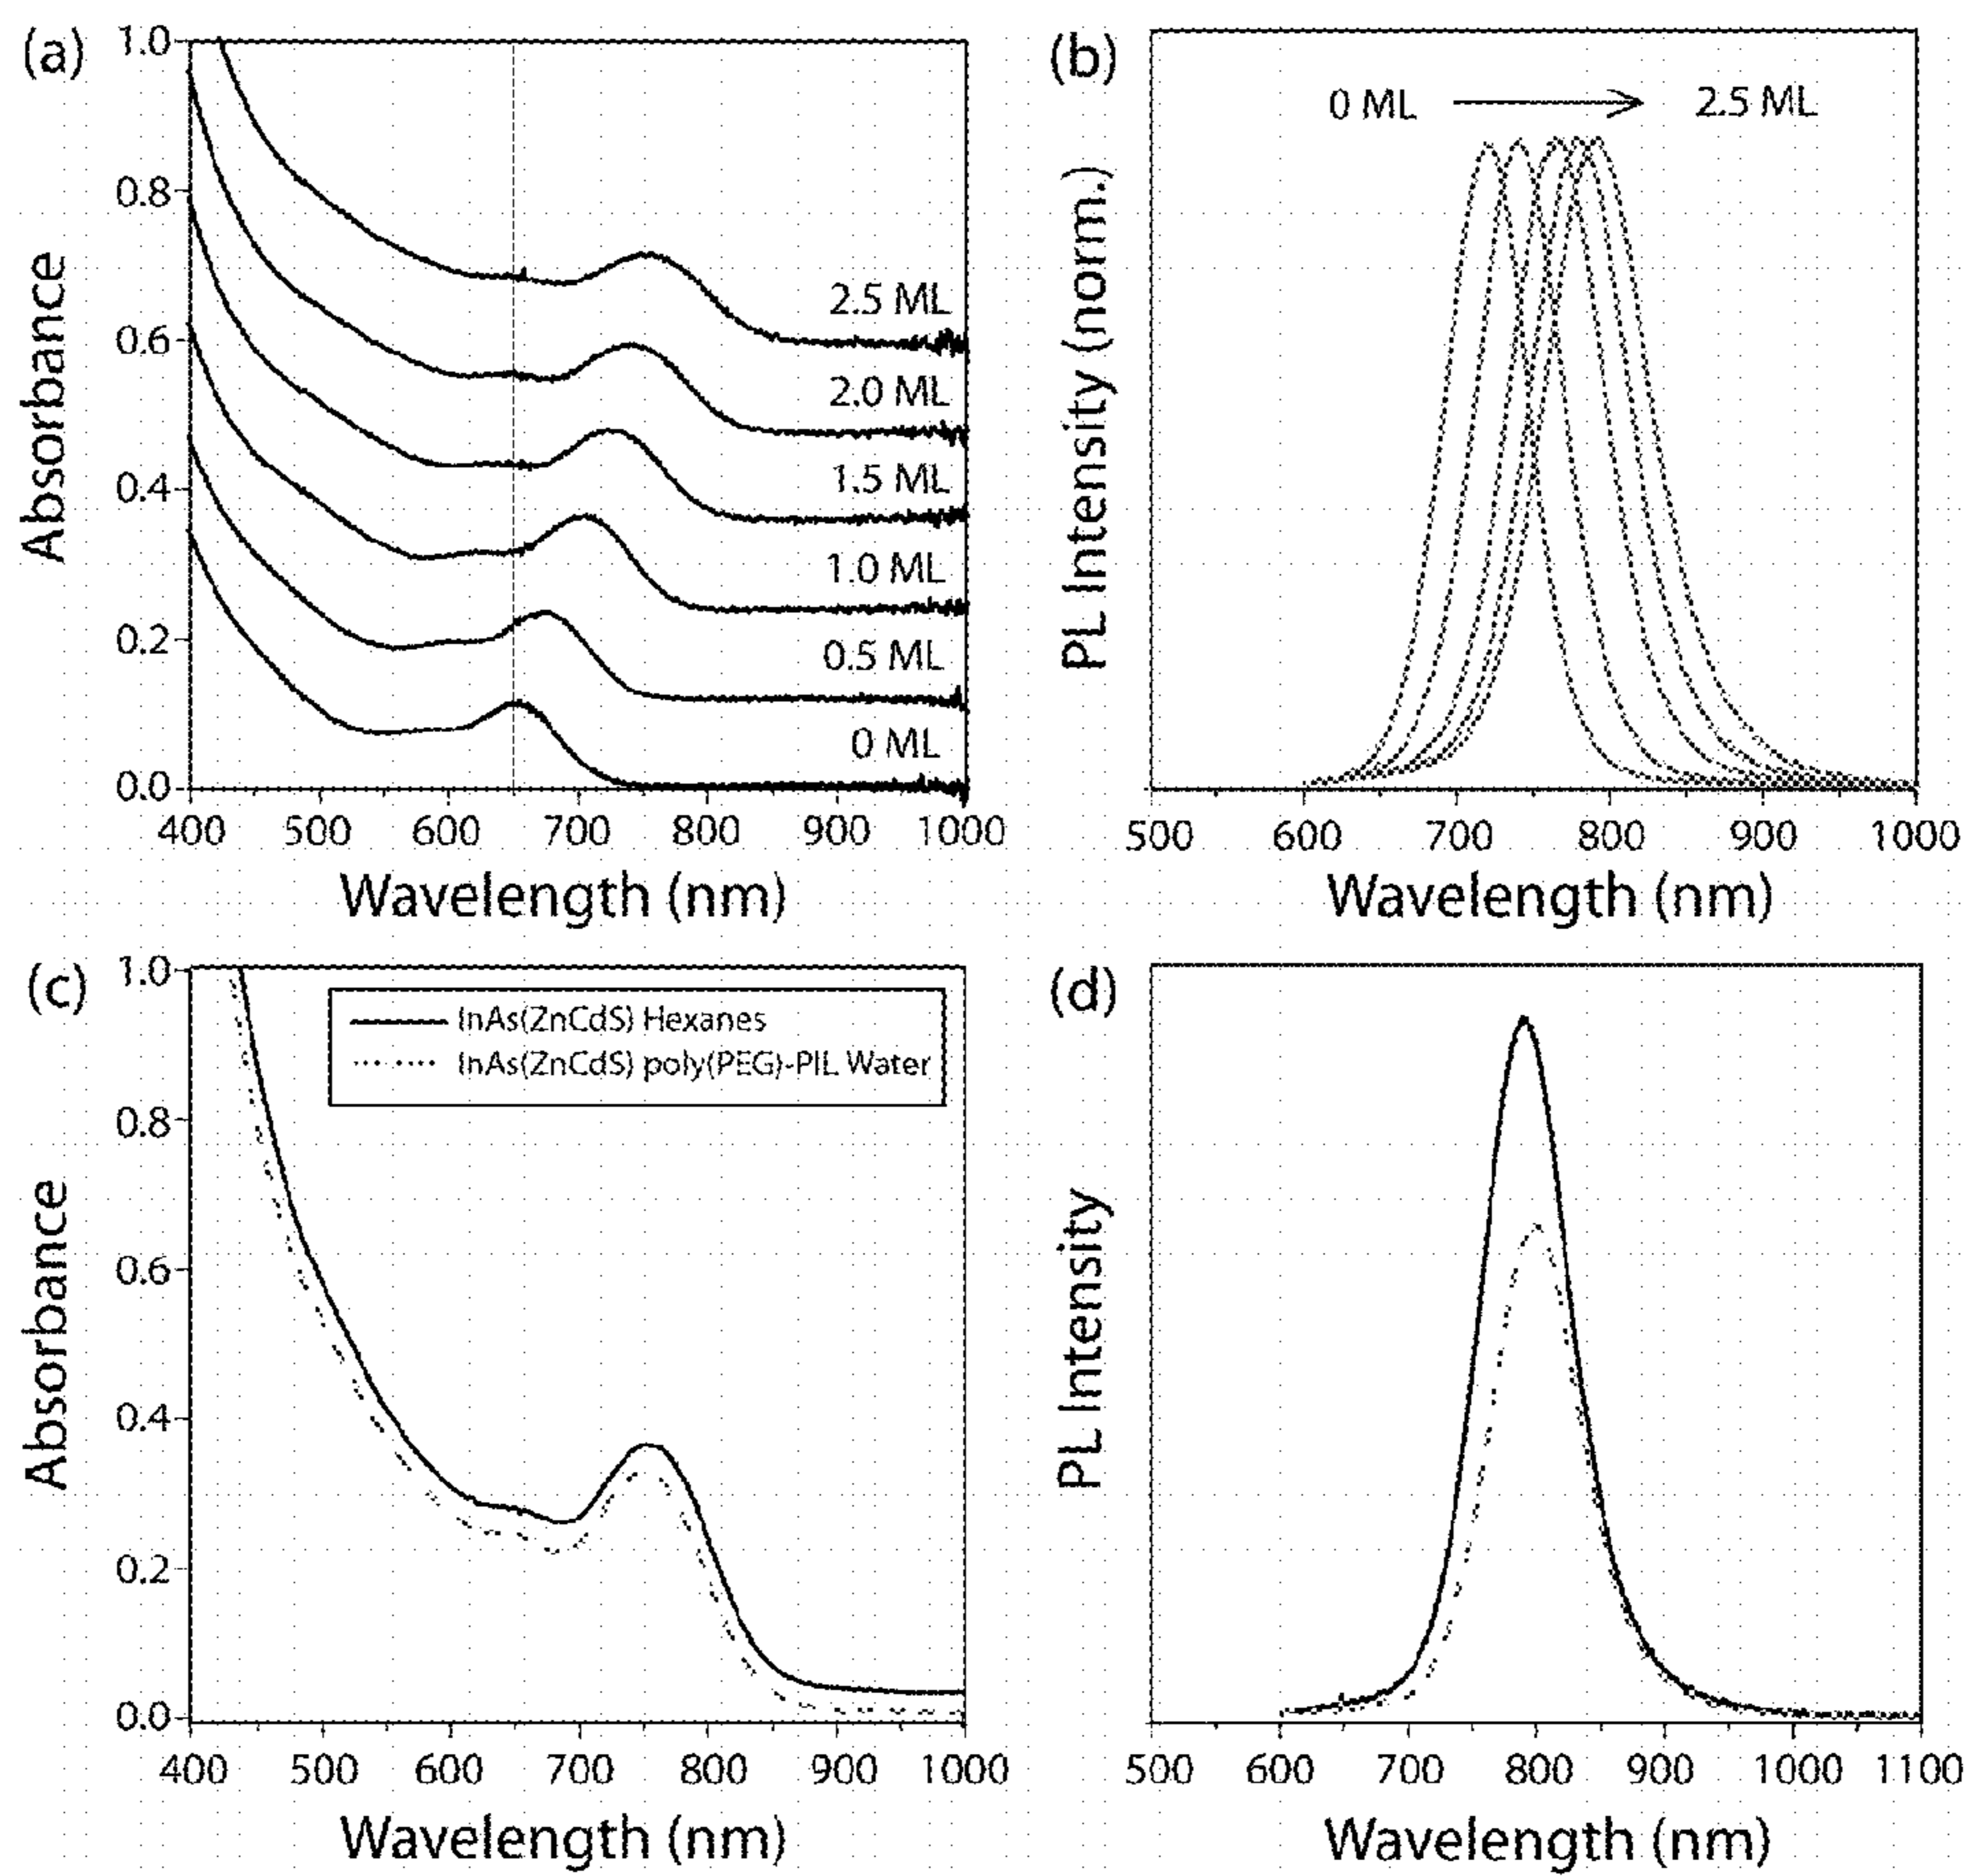 (a)
1.0
0.8
0.6
0.4
0.2
0.0
Absorbance
2.5 ML
2.0 ML
1.5 ML
1.0 ML
0.5 ML
0 ML
400 500 600 700 800 900 1000
Wavelength (nm)
(b)
0 ML 2.5 ML
PL Intensity (norm.)
500 600 700 800 900 1000
Wavelength (nm)
(c)
1.0
0.8
0.6
0.4
0.2
0.0
Absorbance
InAs(ZnCdS) Hexanes
InAs(ZnCdS) poly(PEG)-PIL Water
400 500 600 700 800 900 1000
Wavelength (nm)
(d)
PL Intensity
500 600 700 800 900 1000 1100
Wavelength (nm)